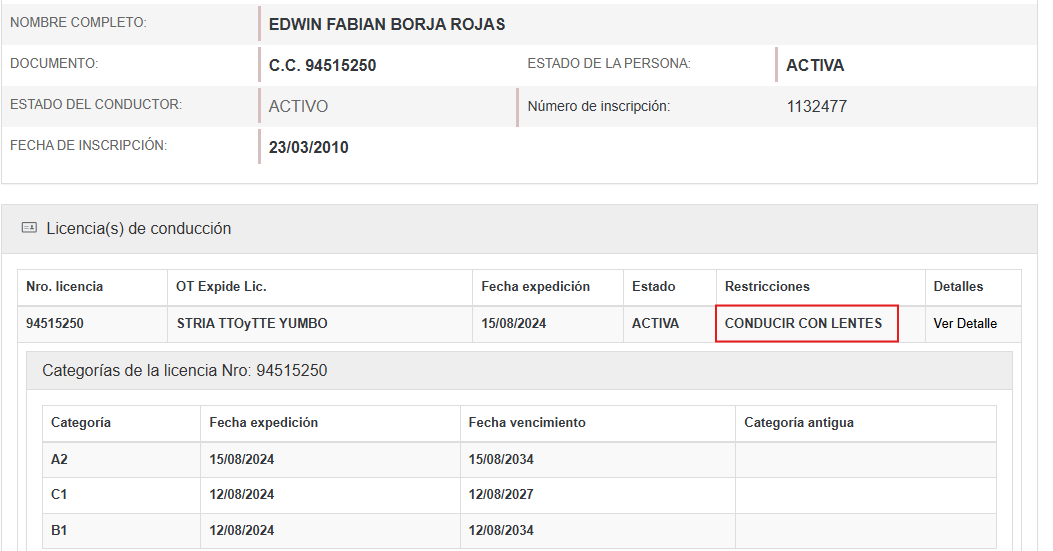 NOMBRE COMPLETO: EDWIN FABIAN BORJA ROJAS
DOCUMENTO: C.C. 94515250 ESTADO DE LA PERSONA: ACTIVA
ESTADO DEL CONDUCTOR: ACTIVO Número de inscripción: 1132477
FECHA DE INSCRIPCIÓN: 23/03/2010
Licencia(s) de conducción
Nro. licencia OT Expide Lic. Fecha expedición Estado Restricciones Detalles
94515250 STRIA TTOyTTE YUMBO 15/08/2024 ACTIVA CONDUCIR CON LENTES Ver Detalle
Categorías de la licencia Nro: 94515250
Categoría Fecha expedición Fecha vencimiento Categoría antigua
A2 15/08/2024 15/08/2034
C1 12/08/2024 12/08/2027
B1 12/08/2024 12/08/2034